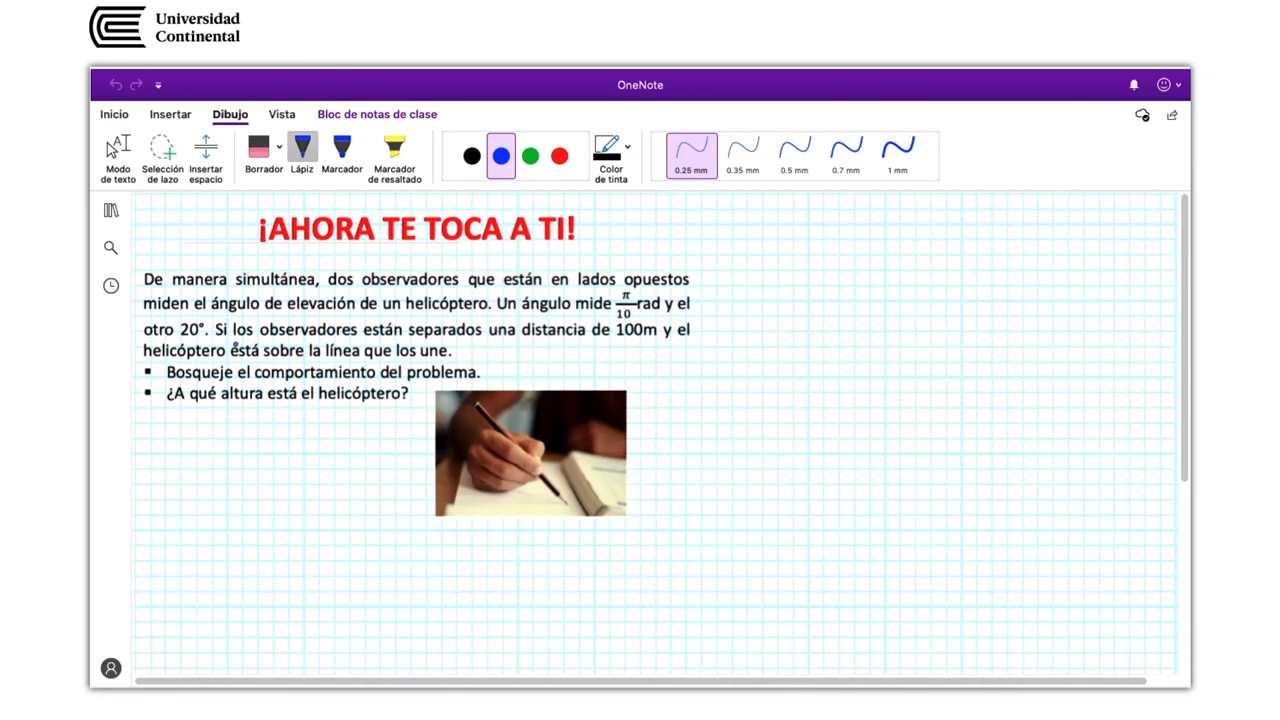 Universidad
Continental
OneNote
Inicio Insertar Dibujo Vista Bloc de notas de clase
Modo de texto
Selección de lazo
Insertar espacio
Borrador
Lápiz
Marcador
Marcador de resaltado
Color de tinta
0.25 mm
0.35 mm
0.5 mm
0.7 mm
1 mm
¡AHORA TE TOCA A TI!
De manera simultánea, dos observadores que están en lados opuestos
miden el ángulo de elevación de un helicóptero. Un ángulo mide π/10 rad y el
otro 20°. Si los observadores están separados una distancia de 100m y el
helicóptero está sobre la línea que los une.
▪ Bosqueje el comportamiento del problema.
▪ ¿A qué altura está el helicóptero?